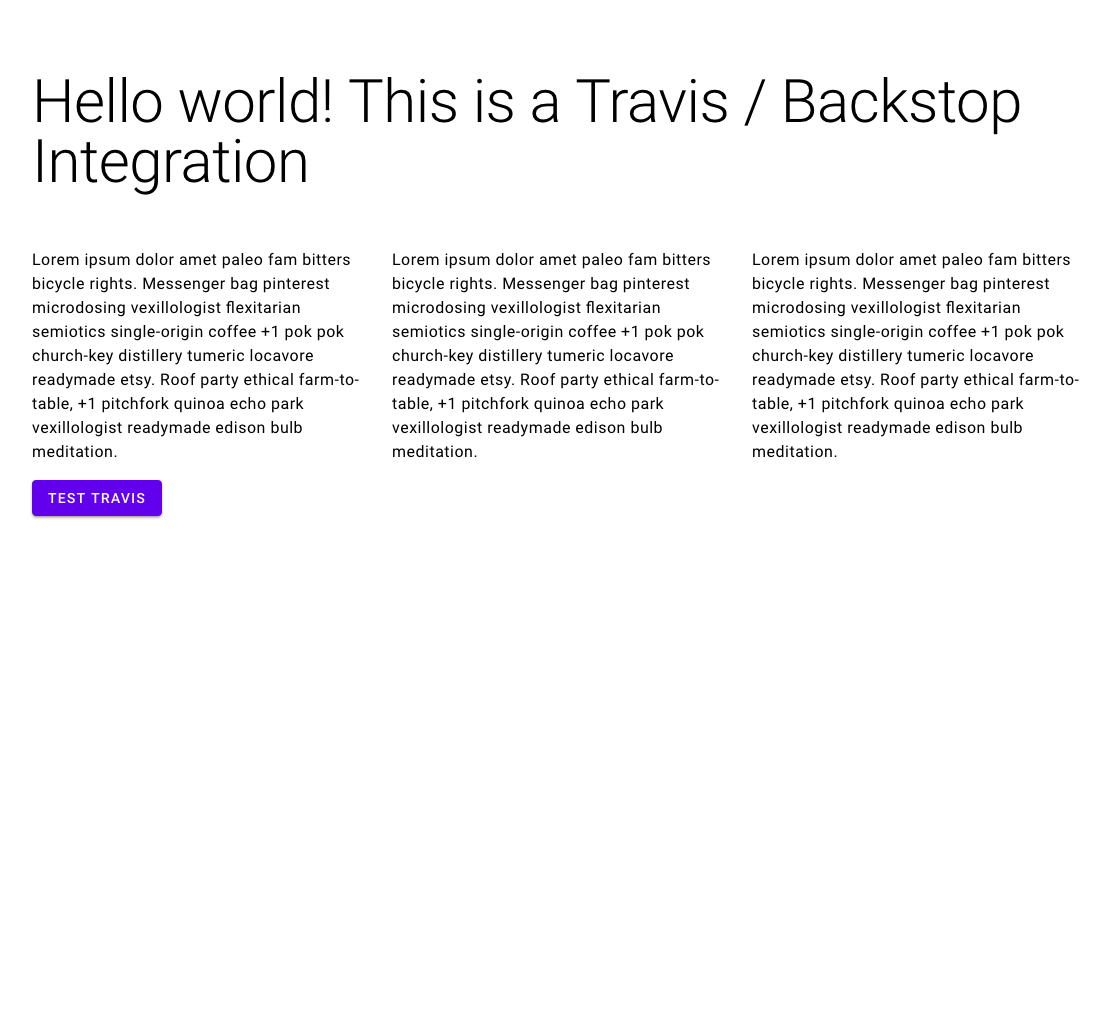 Hello world! This is a Travis / Backstop
Integration
Lorem ipsum dolor amet paleo fam bitters
bicycle rights. Messenger bag pinterest
microdosing vexillologist flexitarian
semiotics single-origin coffee +1 pok pok
church-key distillery tumeric locavore
readymade etsy. Roof party ethical farm-to-
table, +1 pitchfork quinoa echo park
vexillologist readymade edison bulb
meditation.
Lorem ipsum dolor amet paleo fam bitters
bicycle rights. Messenger bag pinterest
microdosing vexillologist flexitarian
semiotics single-origin coffee +1 pok pok
church-key distillery tumeric locavore
readymade etsy. Roof party ethical farm-to-
table, +1 pitchfork quinoa echo park
vexillologist readymade edison bulb
meditation.
Lorem ipsum dolor amet paleo fam bitters
bicycle rights. Messenger bag pinterest
microdosing vexillologist flexitarian
semiotics single-origin coffee +1 pok pok
church-key distillery tumeric locavore
readymade etsy. Roof party ethical farm-to-
table, +1 pitchfork quinoa echo park
vexillologist readymade edison bulb
meditation.
TEST TRAVIS